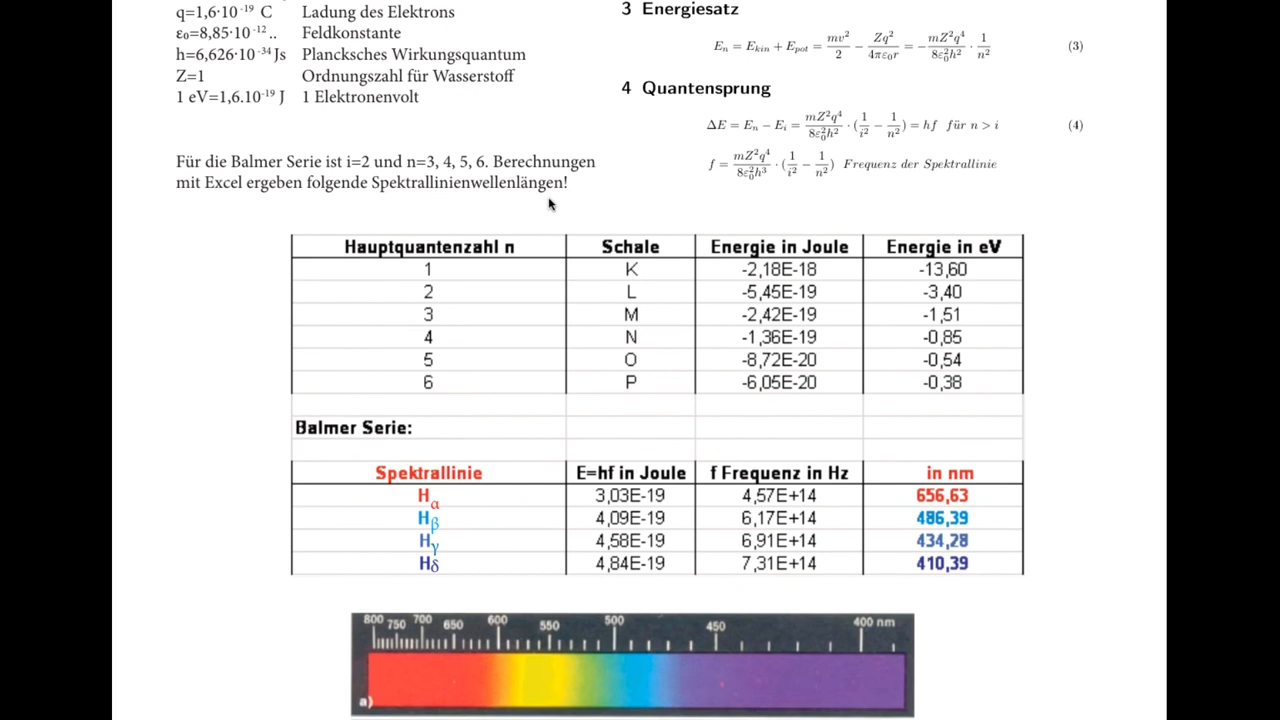 q=1,6·10⁻¹⁹ C Ladung des Elektrons
ε₀=8,85·10⁻¹².. Feldkonstante
h=6,626·10⁻³⁴Js Plancksches Wirkungsquantum
Z=1 Ordnungszahl für Wasserstoff
1 eV=1,6.10⁻¹⁹ J 1 Elektronenvolt
Für die Balmer Serie ist i=2 und n=3, 4, 5, 6. Berechnungen
mit Excel ergeben folgende Spektrallinienwellenlängen!
3 Energiesatz
Eₙ = E_kin + E_pot = mv²/2 − Zq²/4πε₀r = −mZ²q⁴/8ε₀²h² · 1/n² (3)
4 Quantensprung
ΔE = Eₙ − Eᵢ = mZ²q⁴/8ε₀²h² · (1/i² − 1/n²) = hf für n > i (4)
f = mZ²q⁴/8ε₀²h³ · (1/i² − 1/n²) Frequenz der Spektrallinie
Hauptquantenzahl n Schale Energie in Joule Energie in eV
1 K -2,18E-18 -13,60
2 L -5,45E-19 -3,40
3 M -2,42E-19 -1,51
4 N -1,36E-19 -0,85
5 O -8,72E-20 -0,54
6 P -6,05E-20 -0,38
Balmer Serie:
Spektrallinie E=hf in Joule f Frequenz in Hz in nm
Hα 3,03E-19 4,57E+14 656,63
Hβ 4,09E-19 6,17E+14 486,39
Hγ 4,58E-19 6,91E+14 434,28
Hδ 4,84E-19 7,31E+14 410,39
800 750 700 650 600 550 500 450 400 nm
a)